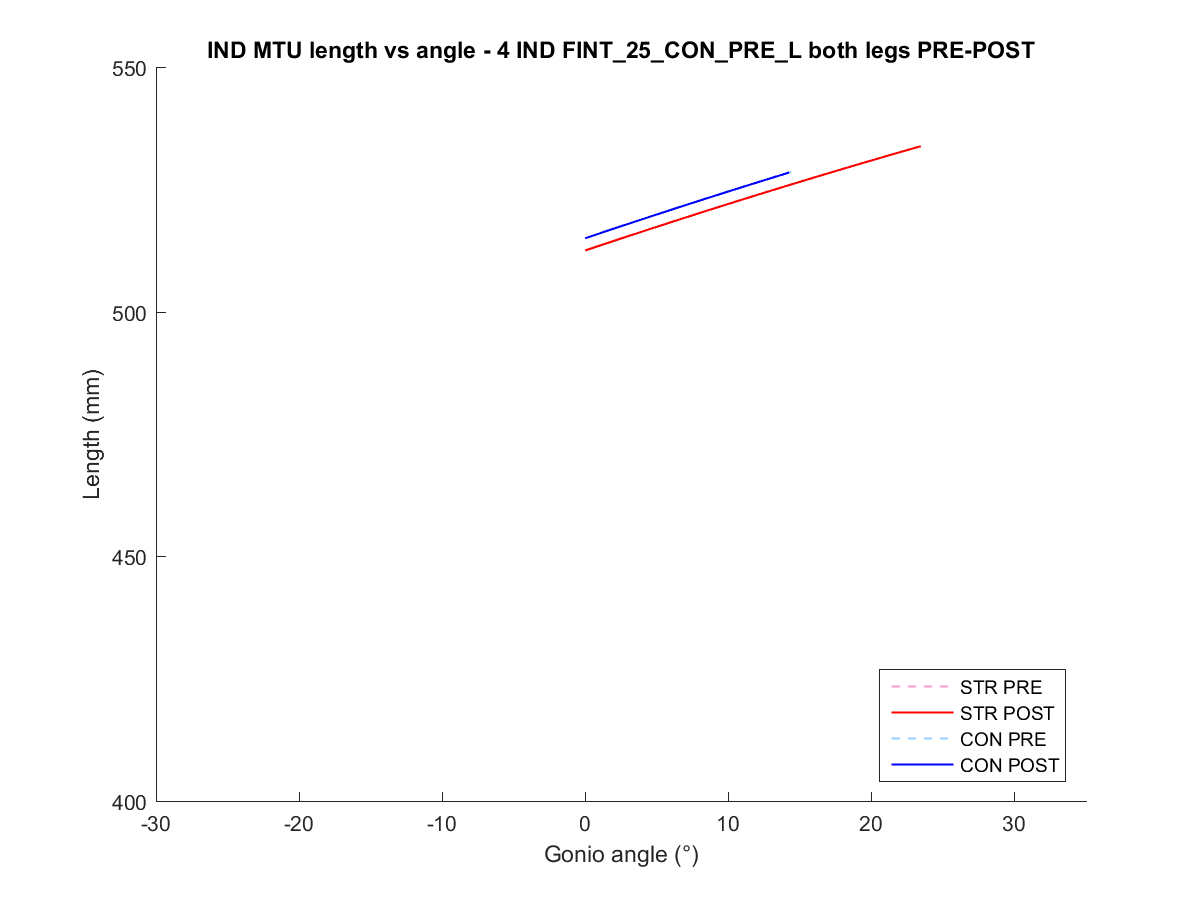 IND MTU length vs angle - 4 IND FINT_25_CON_PRE_L both legs PRE-POST
550
500
450
400
Length (mm)
-30 -20 -10 0 10 20 30
Gonio angle (°)
STR PRE
STR POST
CON PRE
CON POST